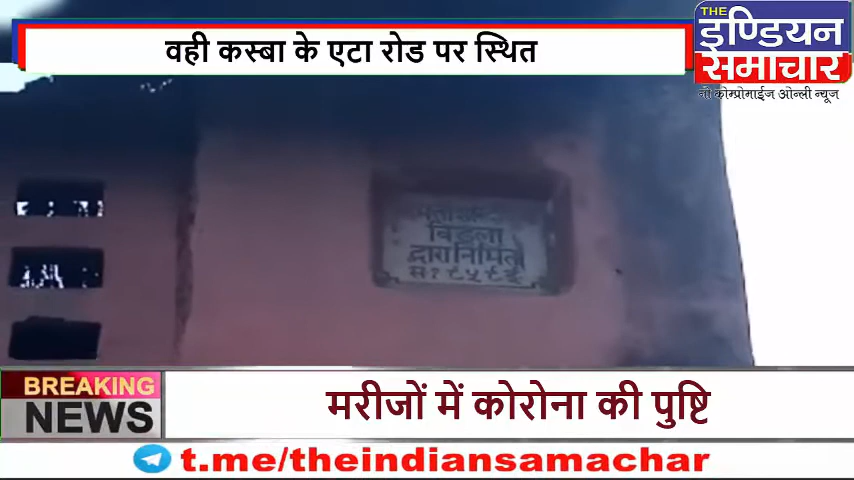 वही कस्बा के एटा रोड पर स्थित
THE
इण्डियन
समाचार
नो कोम्प्रोमाईज ओन्ली न्यूज
बिड़ला
द्वारा निर्मित
BREAKING
NEWS
मरीजों में कोरोना की पुष्टि
t.me/theindiansamachar